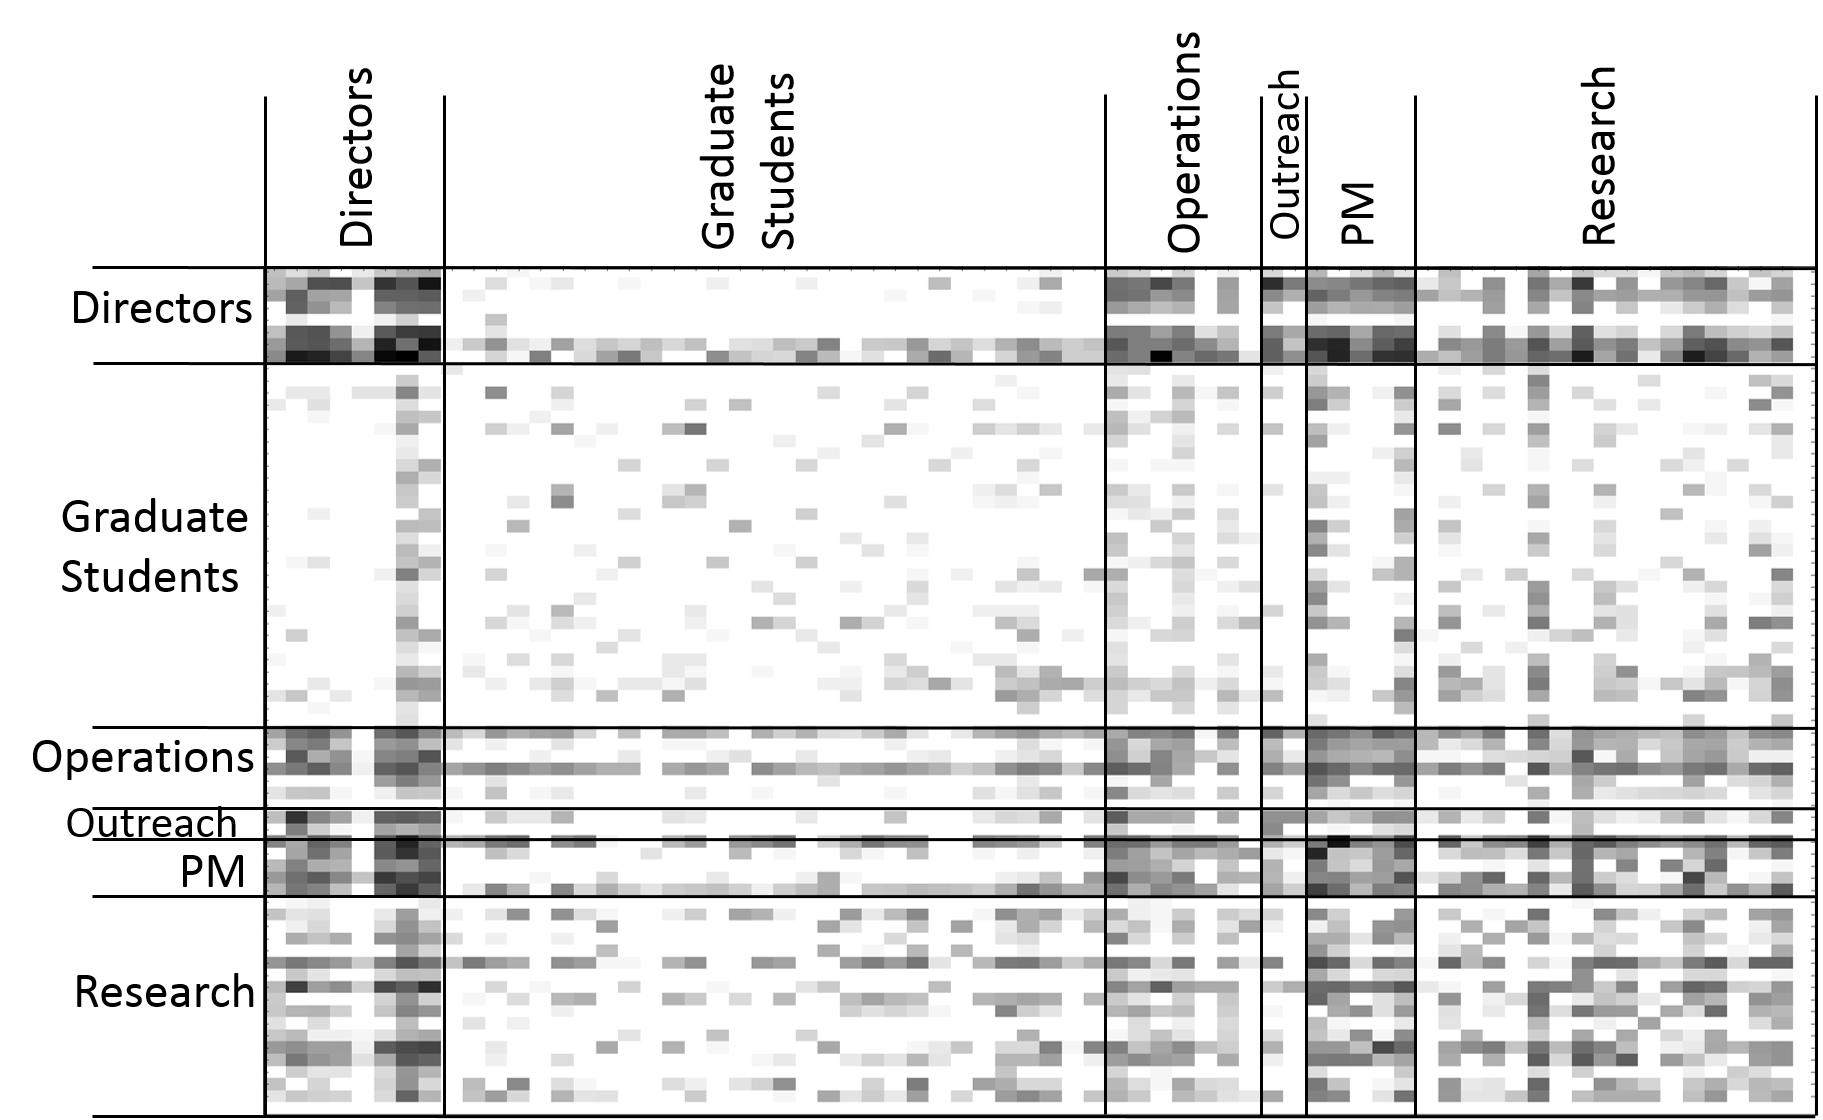 Directors
Graduate
Students
Operations
Outreach
PM
Research
Directors
Graduate
Students
Operations
Outreach
PM
Research